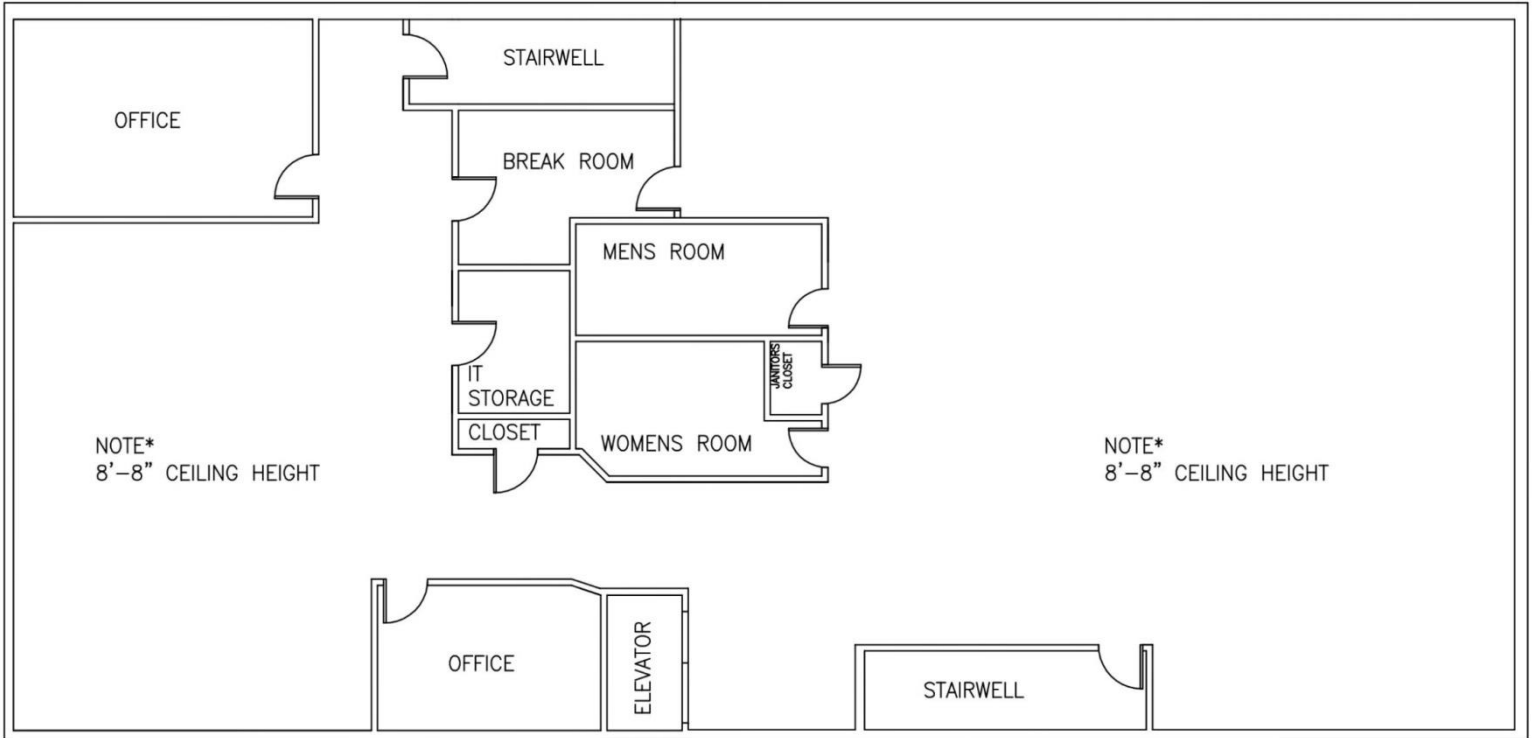 STAIRWELL
OFFICE
BREAK ROOM
MENS ROOM
JANITORS
CLOSET
IT
STORAGE
CLOSET
WOMENS ROOM
NOTE*
8'-8" CEILING HEIGHT
NOTE*
8'-8" CEILING HEIGHT
OFFICE
ELEVATOR
STAIRWELL